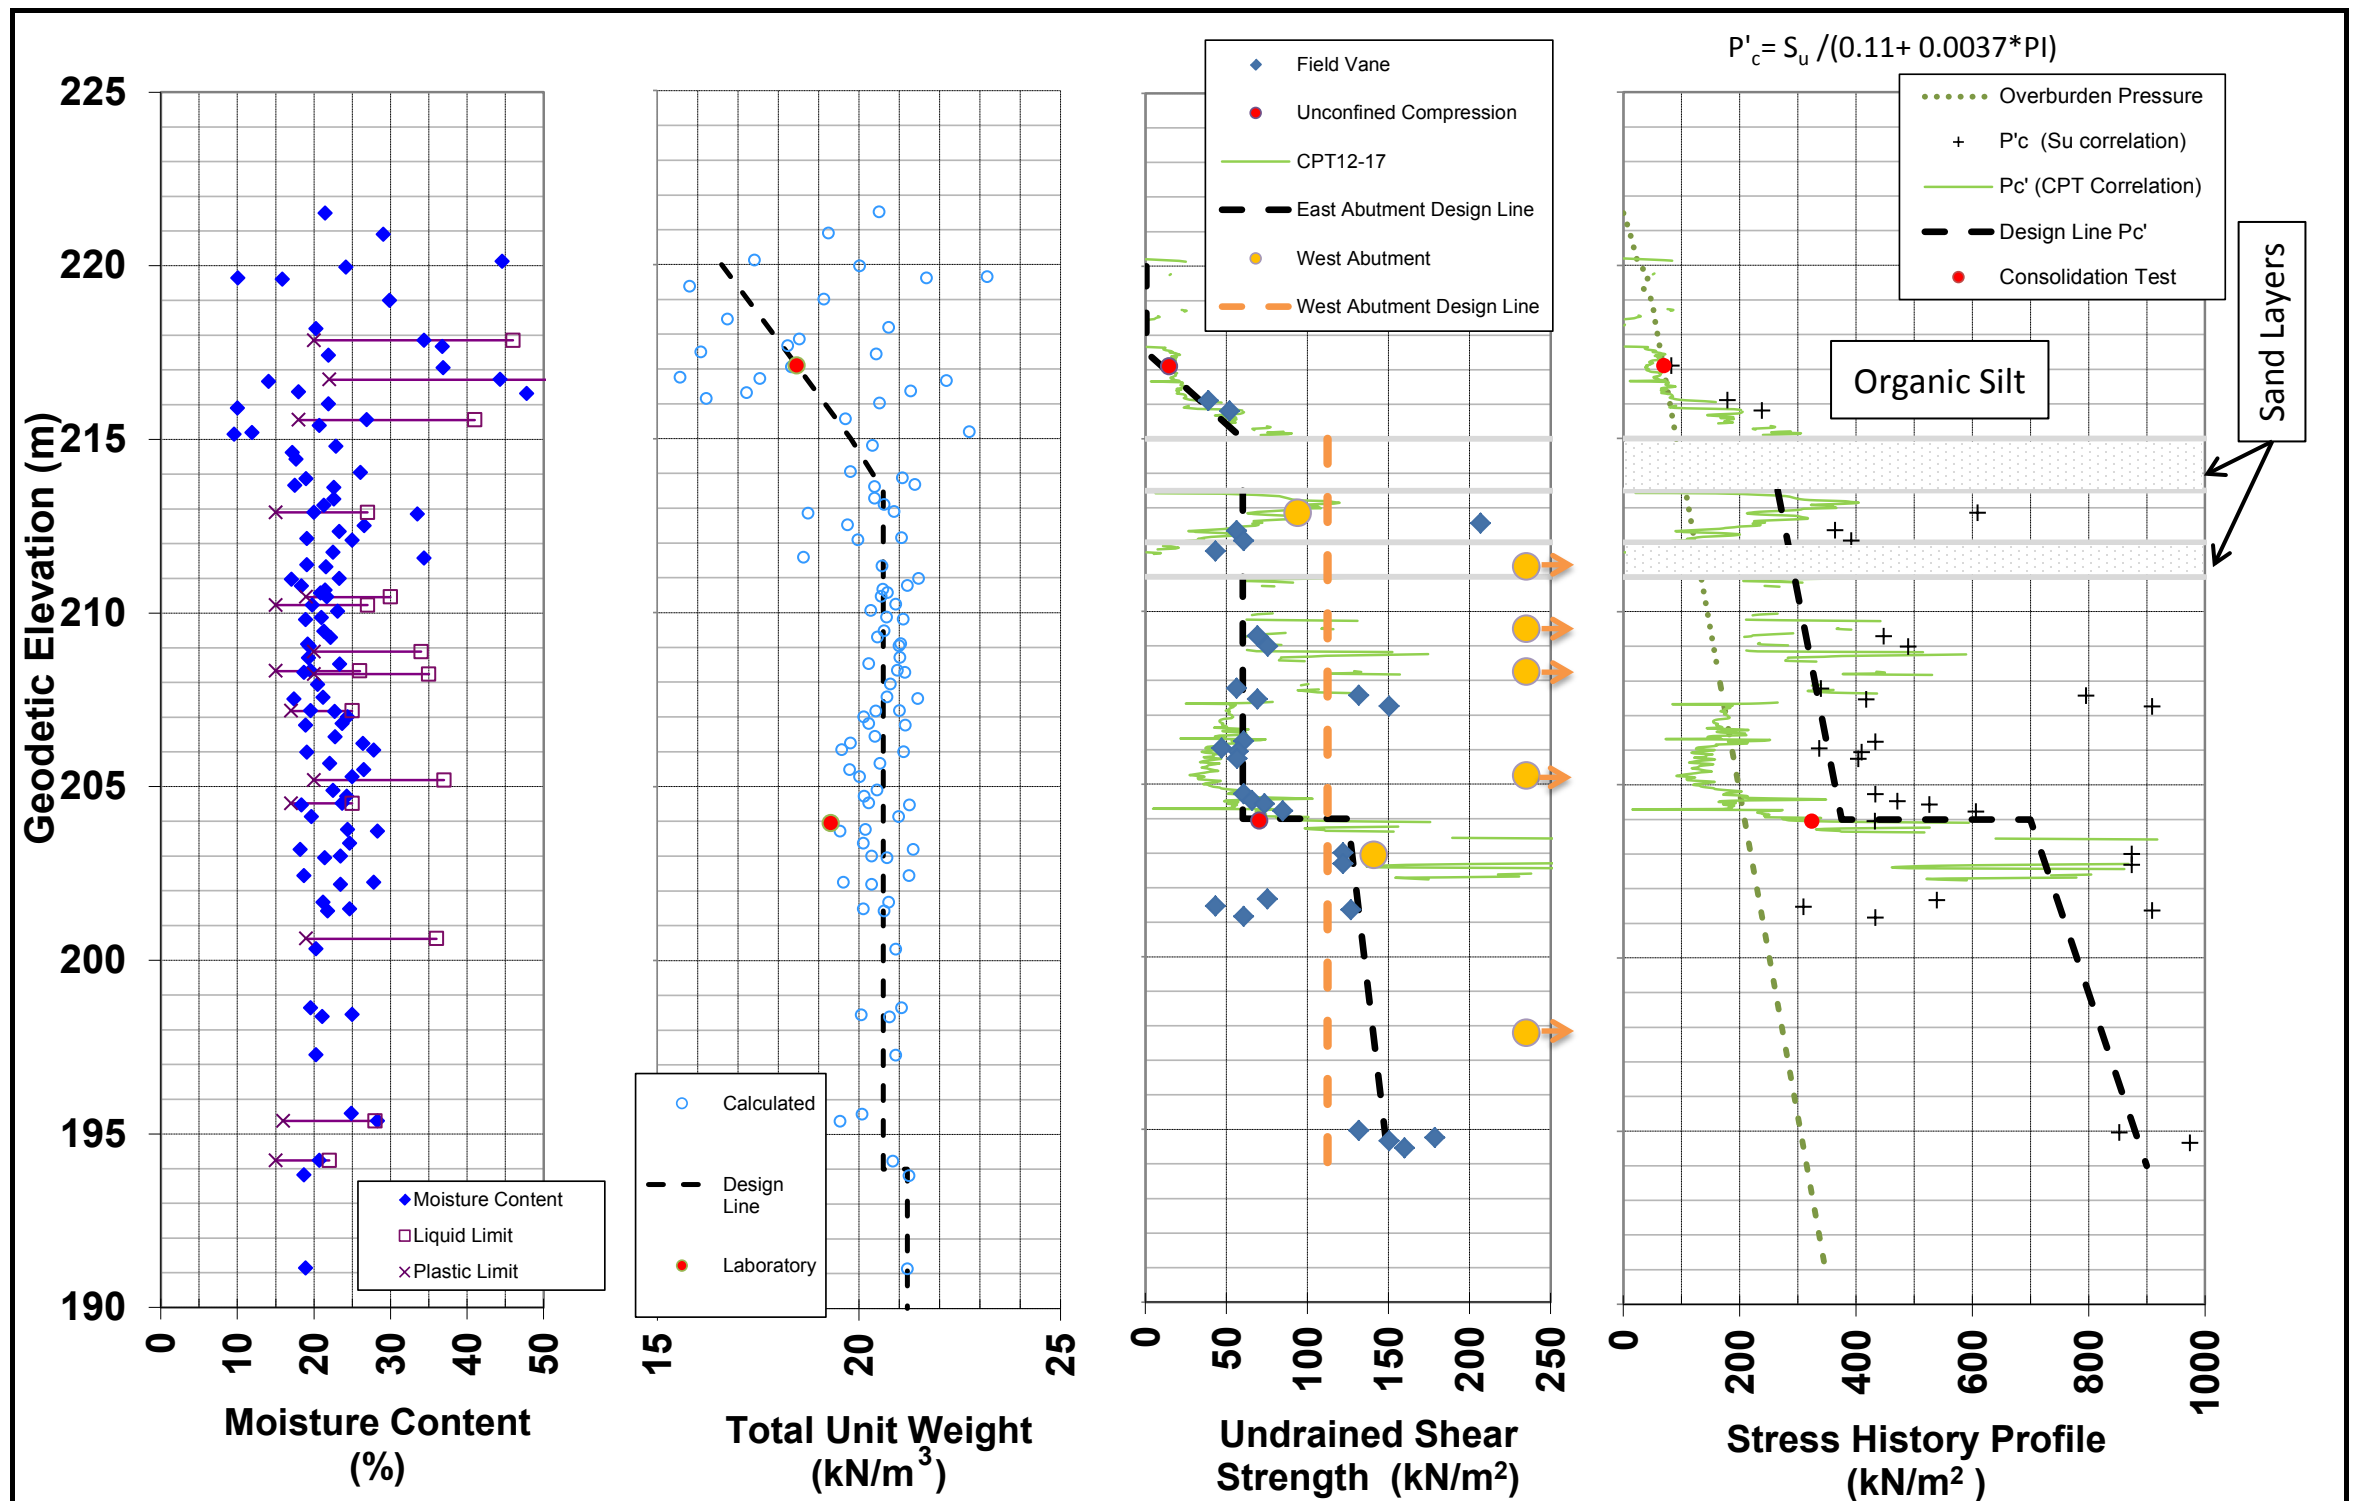 P'c= Su /(0.11+ 0.0037*PI)
Geodetic Elevation (m)
225
220
215
210
205
200
195
190
Moisture Content
Liquid Limit
Plastic Limit
0
10
20
30
40
50
Moisture Content
(%)
Calculated
Design
Line
Laboratory
15
20
25
Total Unit Weight
(kN/m3)
Field Vane
Unconfined Compression
CPT12-17
East Abutment Design Line
West Abutment
West Abutment Design Line
0
50
100
150
200
250
Undrained Shear
Strength (kN/m2)
Overburden Pressure
P'c (Su correlation)
Pc' (CPT Correlation)
Design Line Pc'
Consolidation Test
Organic Silt
Sand Layers
0
200
400
600
800
1000
Stress History Profile
(kN/m2 )